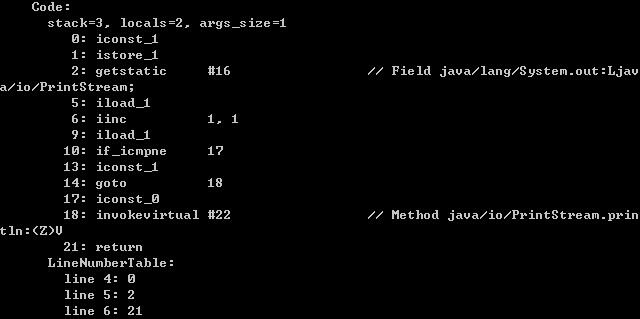 Code:
stack=3, locals=2, args_size=1
0: iconst_1
1: istore_1
2: getstatic #16 // Field java/lang/System.out:Ljav
a/io/PrintStream;
5: iload_1
6: iinc 1, 1
9: iload_1
10: if_icmpne 17
13: iconst_1
14: goto 18
17: iconst_0
18: invokevirtual #22 // Method java/io/PrintStream.prin
tln:(Z)V
21: return
LineNumberTable:
line 4: 0
line 5: 2
line 6: 21